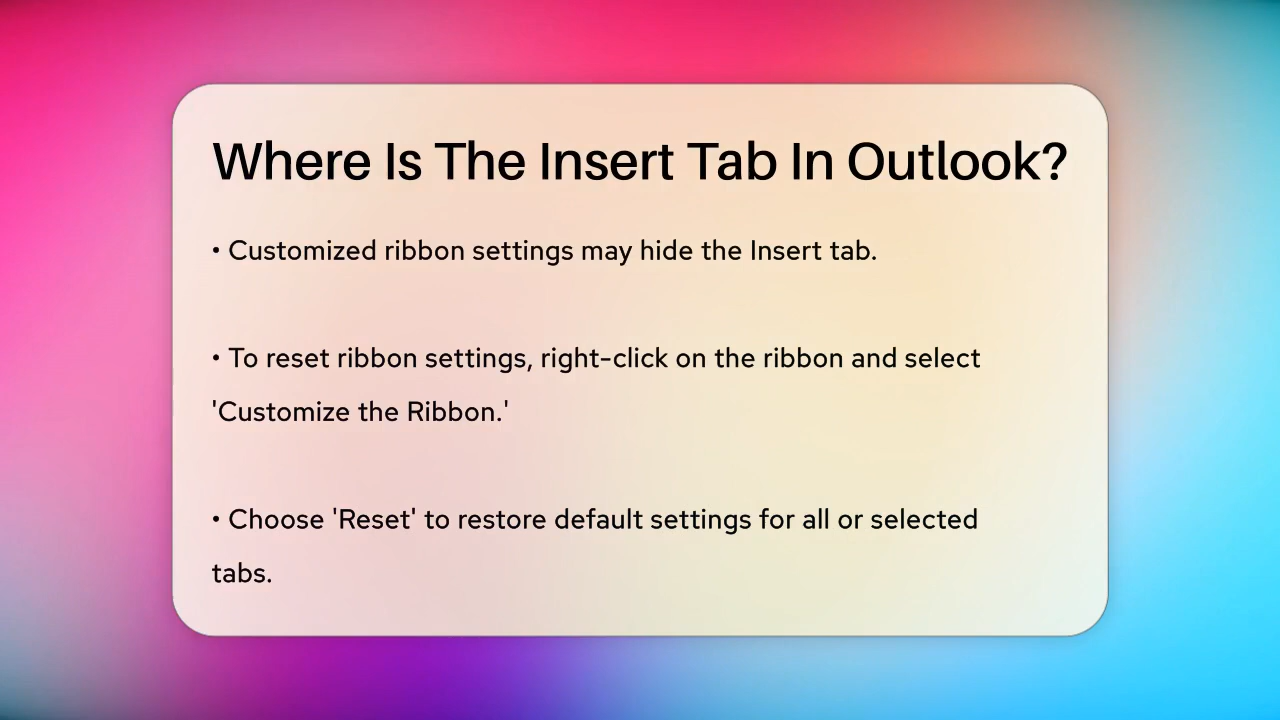 Where Is The Insert Tab In Outlook?
• Customized ribbon settings may hide the Insert tab.
• To reset ribbon settings, right-click on the ribbon and select
'Customize the Ribbon.'
• Choose 'Reset' to restore default settings for all or selected
tabs.